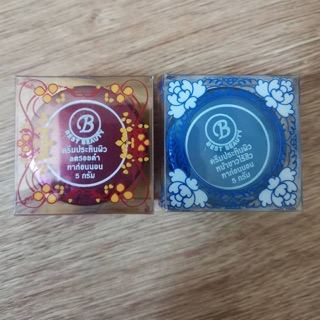 B
BEST BEAUTY
ครีมประทินผิว
ลดรอยดำ
ทาก่อนนอน
5 กรัม
B
BEST BEAUTY
ครีมประทินผิว
หน้าขาวไร้สิว
ทาก่อนนอน
5 กรัม